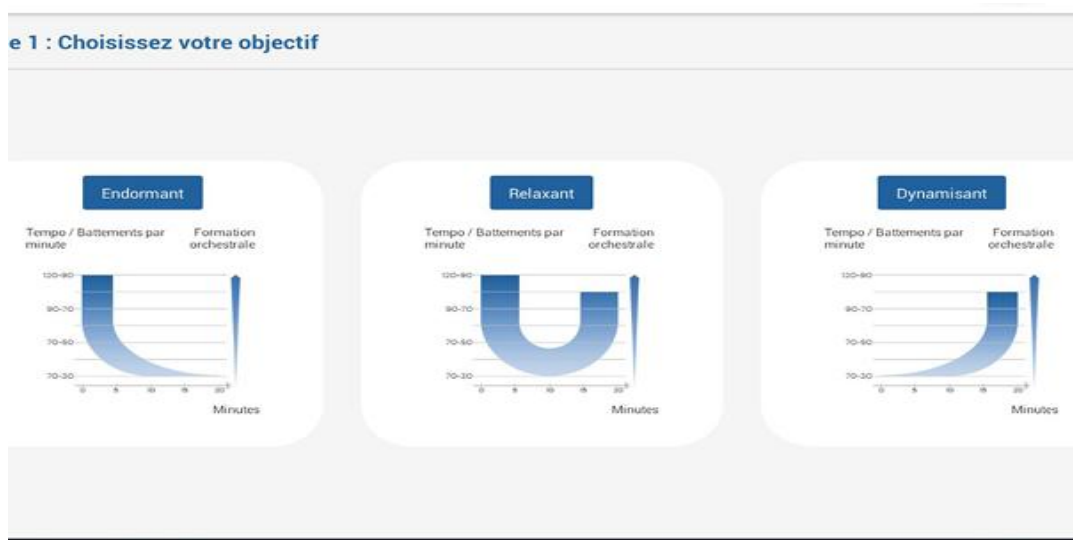 e 1 : Choisissez votre objectif
Endormant
Tempo / Battements par
minute
Formation
orchestrale
120-90
90-70
70-60
70-30
0 5 10 15 20
Minutes
Relaxant
Tempo / Battements par
minute
Formation
orchestrale
120-90
90-70
70-60
70-30
0 5 10 15 20
Minutes
Dynamisant
Tempo / Battements par
minute
Formation
orchestrale
120-90
90-70
70-60
70-30
0 5 10 15 20
Minutes